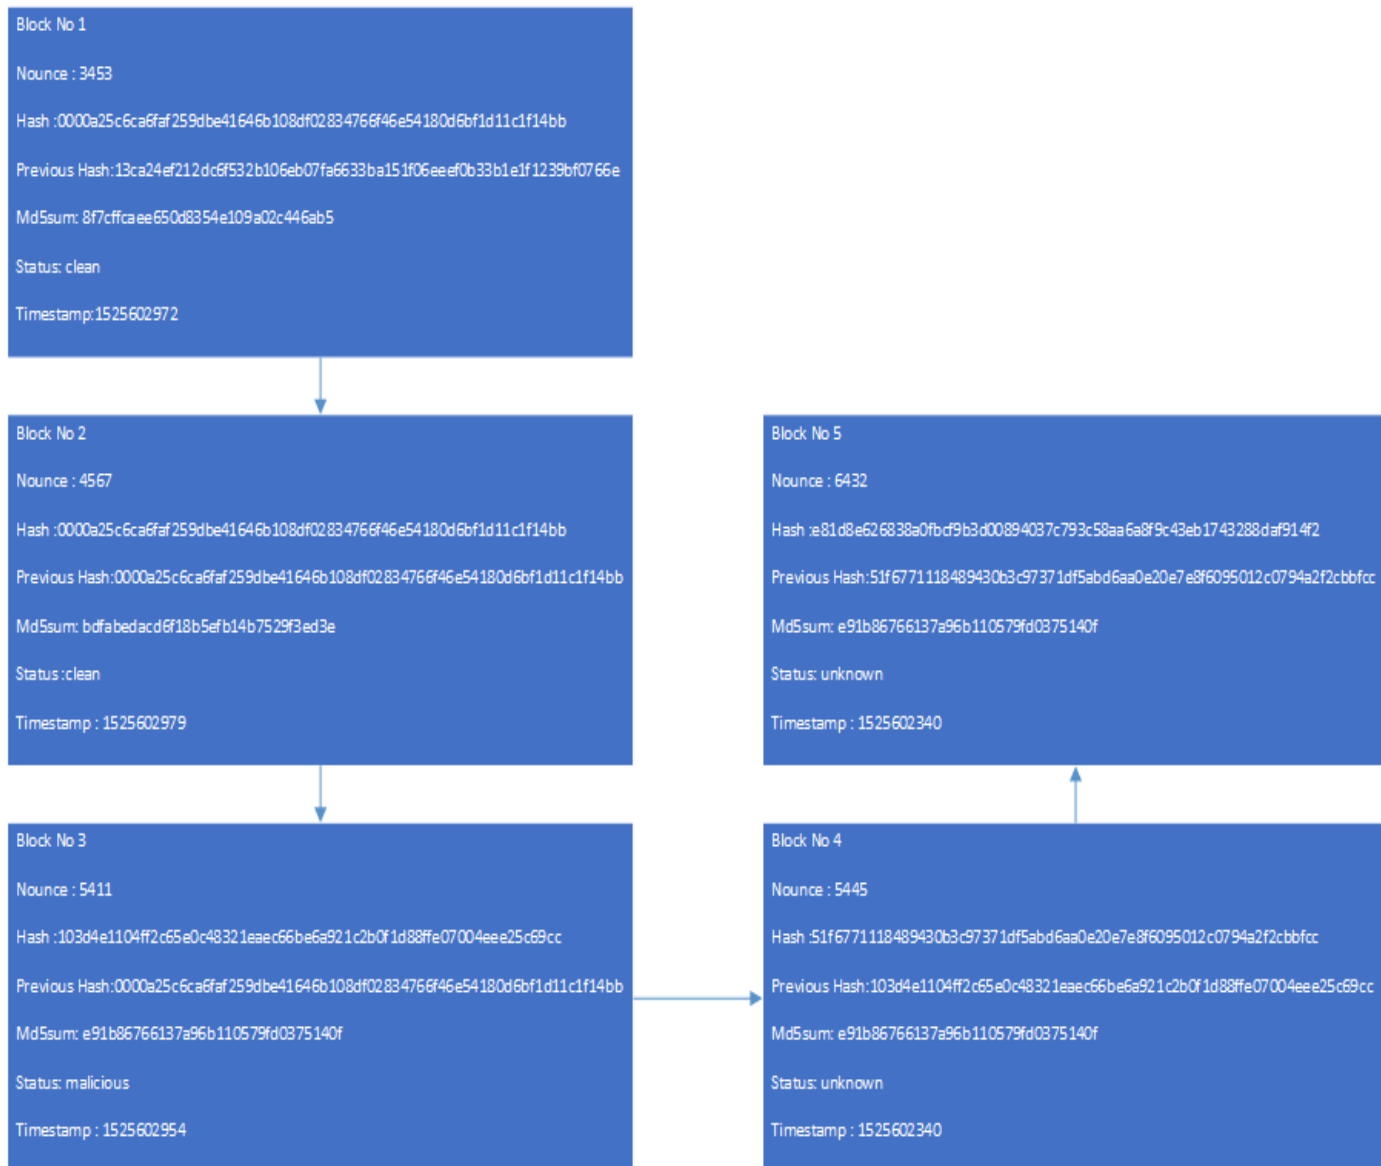 Block No 1
Nounce : 3453
Hash :0000a25c6ca6faf259dbe41646b108df02834766f46e54180d6bf1d11c1f14bb
Previous Hash:13ca24ef212dc6f532b106eb07fa6633ba151f06eeef0b33b1e1f1239bf0766e
Md5sum: 8f7cffcaee650d8354e109a02c446ab5
Status: clean
Timestamp:1525602972
Block No 2
Nounce : 4567
Hash :0000a25c6ca6faf259dbe41646b108df02834766f46e54180d6bf1d11c1f14bb
Previous Hash:0000a25c6ca6faf259dbe41646b108df02834766f46e54180d6bf1d11c1f14bb
Md5sum: bdfabedacd6f18b5efb14b7529f3ed3e
Status :clean
Timestamp : 1525602979
Block No 3
Nounce : 5411
Hash :103d4e1104ff2c65e0c48321eaec66be6a921c2b0f1d88ffe07004eee25c69cc
Previous Hash:0000a25c6ca6faf259dbe41646b108df02834766f46e54180d6bf1d11c1f14bb
Md5sum: e91b86766137a96b110579fd0375140f
Status: malicious
Timestamp : 1525602954
Block No 4
Nounce : 5445
Hash :51f6771118489430b3c97371df5abd6aa0e20e7e8f6095012c0794a2f2cbbfcc
Previous Hash:103d4e1104ff2c65e0c48321eaec66be6a921c2b0f1d88ffe07004eee25c69cc
Md5sum: e91b86766137a96b110579fd0375140f
Status: unknown
Timestamp : 1525602340
Block No 5
Nounce : 6432
Hash :e81d8e626838a0fbcf9b3d00894037c793c58aa6a8f9c43eb1743288daf914f2
Previous Hash:51f6771118489430b3c97371df5abd6aa0e20e7e8f6095012c0794a2f2cbbfcc
Md5sum: e91b86766137a96b110579fd0375140f
Status: unknown
Timestamp : 1525602340